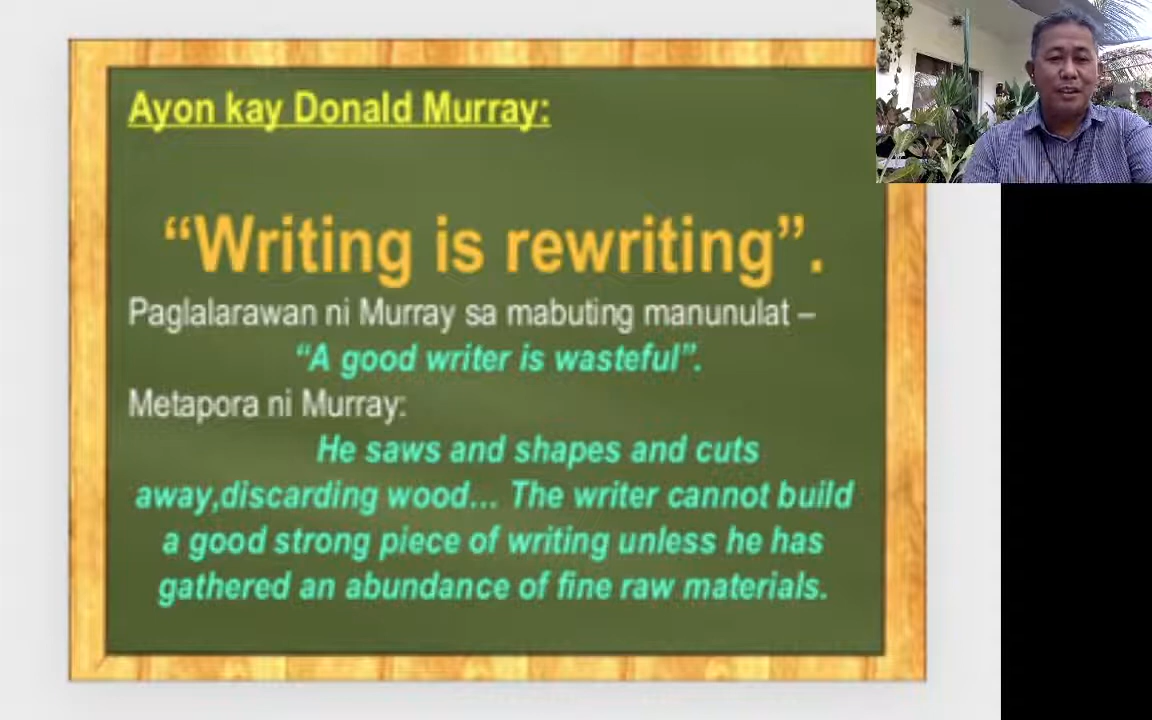 Ayon kay Donald Murray:
“Writing is rewriting”.
Paglalarawan ni Murray sa mabuting manunulat –
“A good writer is wasteful”.
Metapora ni Murray:
He saws and shapes and cuts
away,discarding wood... The writer cannot build
a good strong piece of writing unless he has
gathered an abundance of fine raw materials.